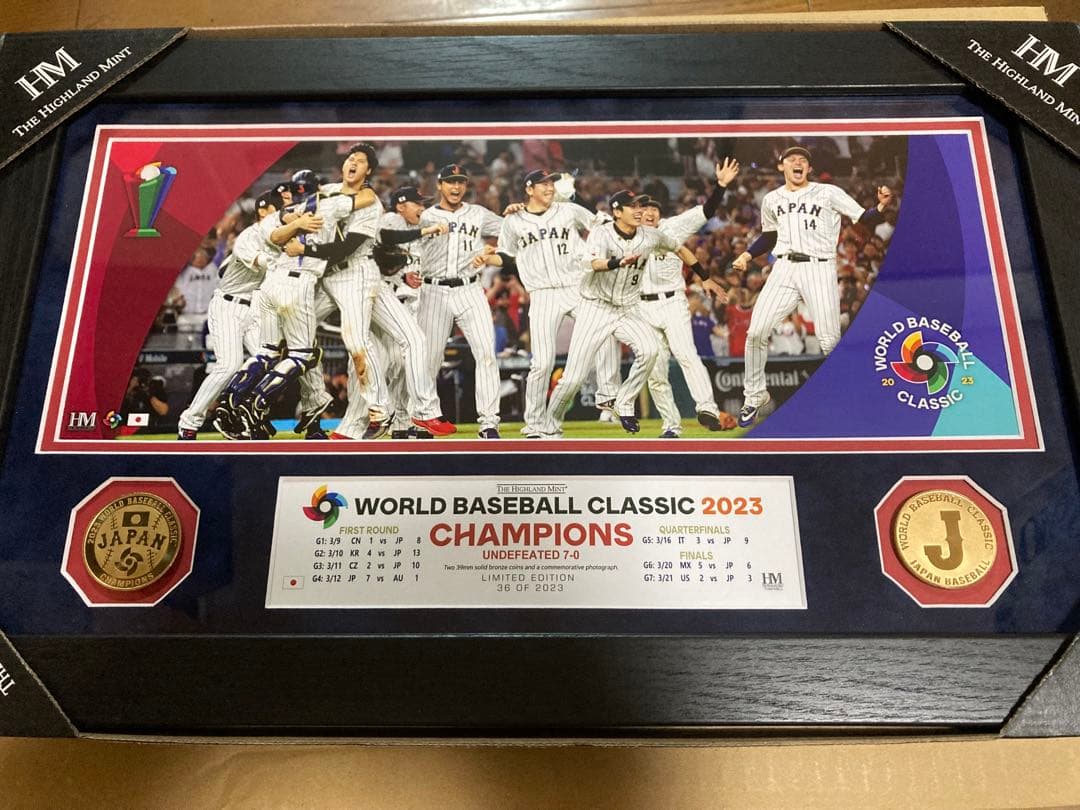 HM
THE HIGHLAND MINT
HM
THE HIGHLAND MINT
JAPAN
11
JAPAN
12
9
JAPAN
14
Mobile
Continental
WORLD BASEBALL
20 23
CLASSIC
HM
2023 WORLD BASEBALL CLASSIC
JAPAN
CHAMPIONS
THE HIGHLAND MINT
WORLD BASEBALL CLASSIC 2023
CHAMPIONS
UNDEFEATED 7-0
FIRST ROUND
G1: 3/9 CN 1 vs JP 8
G2: 3/10 KR 4 vs JP 13
G3: 3/11 CZ 2 vs JP 10
G4: 3/12 JP 7 vs AU 1
QUARTERFINALS
G5: 3/16 IT 3 vs JP 9
FINALS
G6: 3/20 MX 5 vs JP 6
G7: 3/21 US 2 vs JP 3
Two 39mm solid bronze coins and a commemorative photograph.
LIMITED EDITION
36 OF 2023
HM
WORLD BASEBALL CLASSIC
J
JAPAN BASEBALL
THE